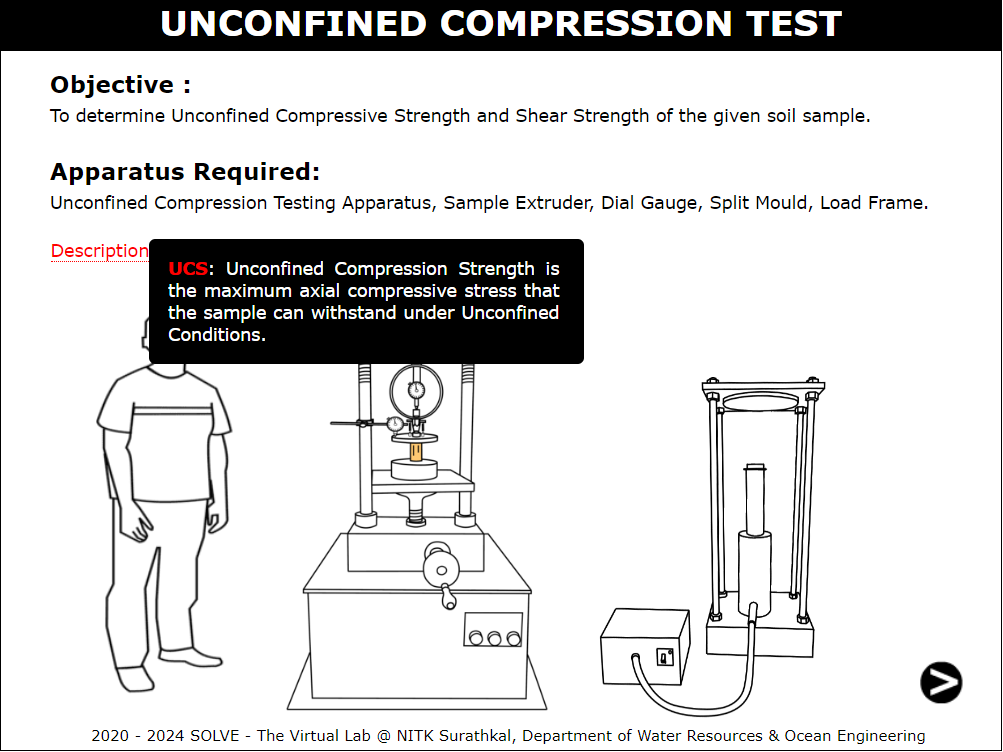 UNCONFINED COMPRESSION TEST
Objective :
To determine Unconfined Compressive Strength and Shear Strength of the given soil sample.
Apparatus Required:
Unconfined Compression Testing Apparatus, Sample Extruder, Dial Gauge, Split Mould, Load Frame.
Description
UCS: Unconfined Compression Strength is
the maximum axial compressive stress that
the sample can withstand under Unconfined
Conditions.
2020 - 2024 SOLVE - The Virtual Lab @ NITK Surathkal, Department of Water Resources & Ocean Engineering